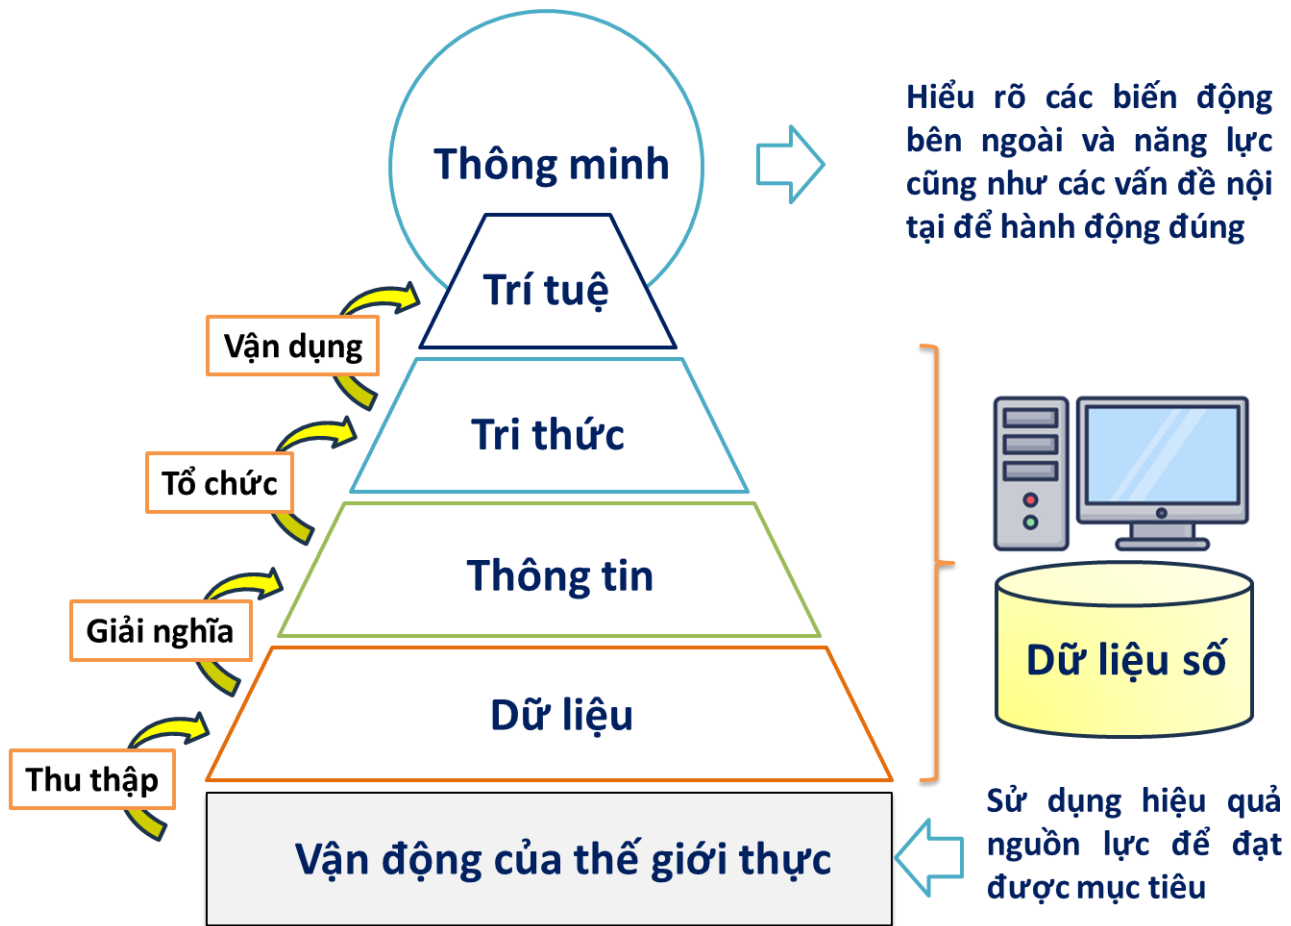 Thông minh
Hiểu rõ các biến động
bên ngoài và năng lực
cũng như các vấn đề nội
tại để hành động đúng
Trí tuệ
Vận dụng
Tri thức
Tổ chức
Thông tin
Giải nghĩa
Dữ liệu số
Dữ liệu
Thu thập
Sử dụng hiệu quả
nguồn lực để đạt
được mục tiêu
Vận động của thế giới thực